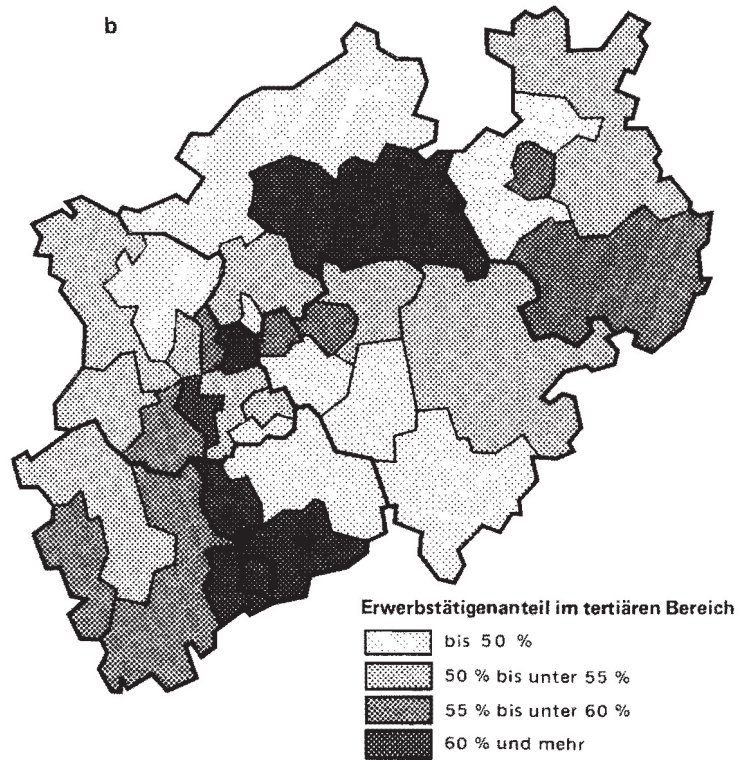 b
Erwerbstätigenanteil im tertiären Bereich
bis 50 %
50 % bis unter 55 %
55 % bis unter 60 %
60 % und mehr